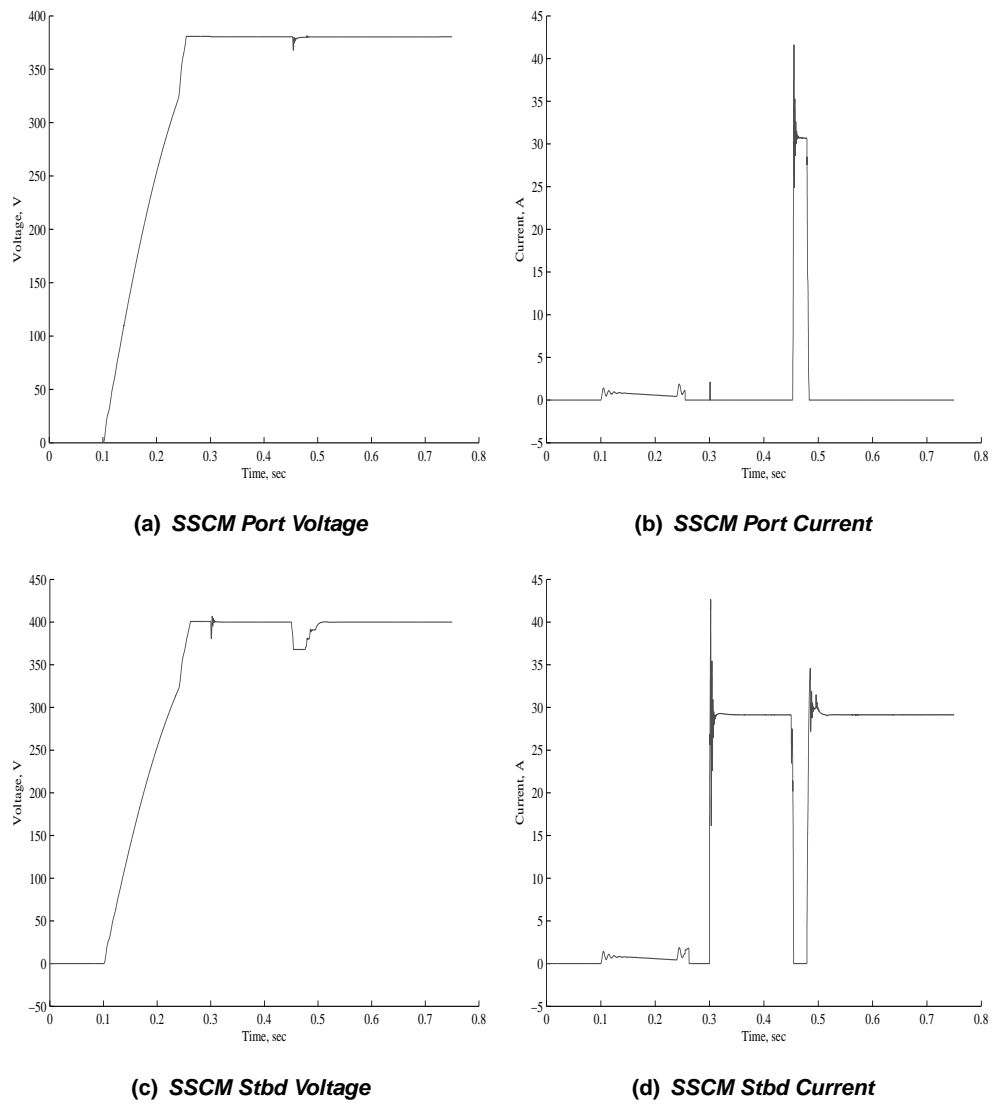 400
350
300
250
200
150
100
50
0
Voltage, V
0 0.1 0.2 0.3 0.4 0.5 0.6 0.7 0.8
Time, sec
(a) SSCM Port Voltage
45
40
35
30
25
20
15
10
5
0
−5
Current, A
0 0.1 0.2 0.3 0.4 0.5 0.6 0.7 0.8
Time, sec
(b) SSCM Port Current
450
400
350
300
250
200
150
100
50
0
−50
Voltage, V
0 0.1 0.2 0.3 0.4 0.5 0.6 0.7 0.8
Time, sec
(c) SSCM Stbd Voltage
45
40
35
30
25
20
15
10
5
0
−5
Current, A
0 0.1 0.2 0.3 0.4 0.5 0.6 0.7 0.8
Time, sec
(d) SSCM Stbd Current